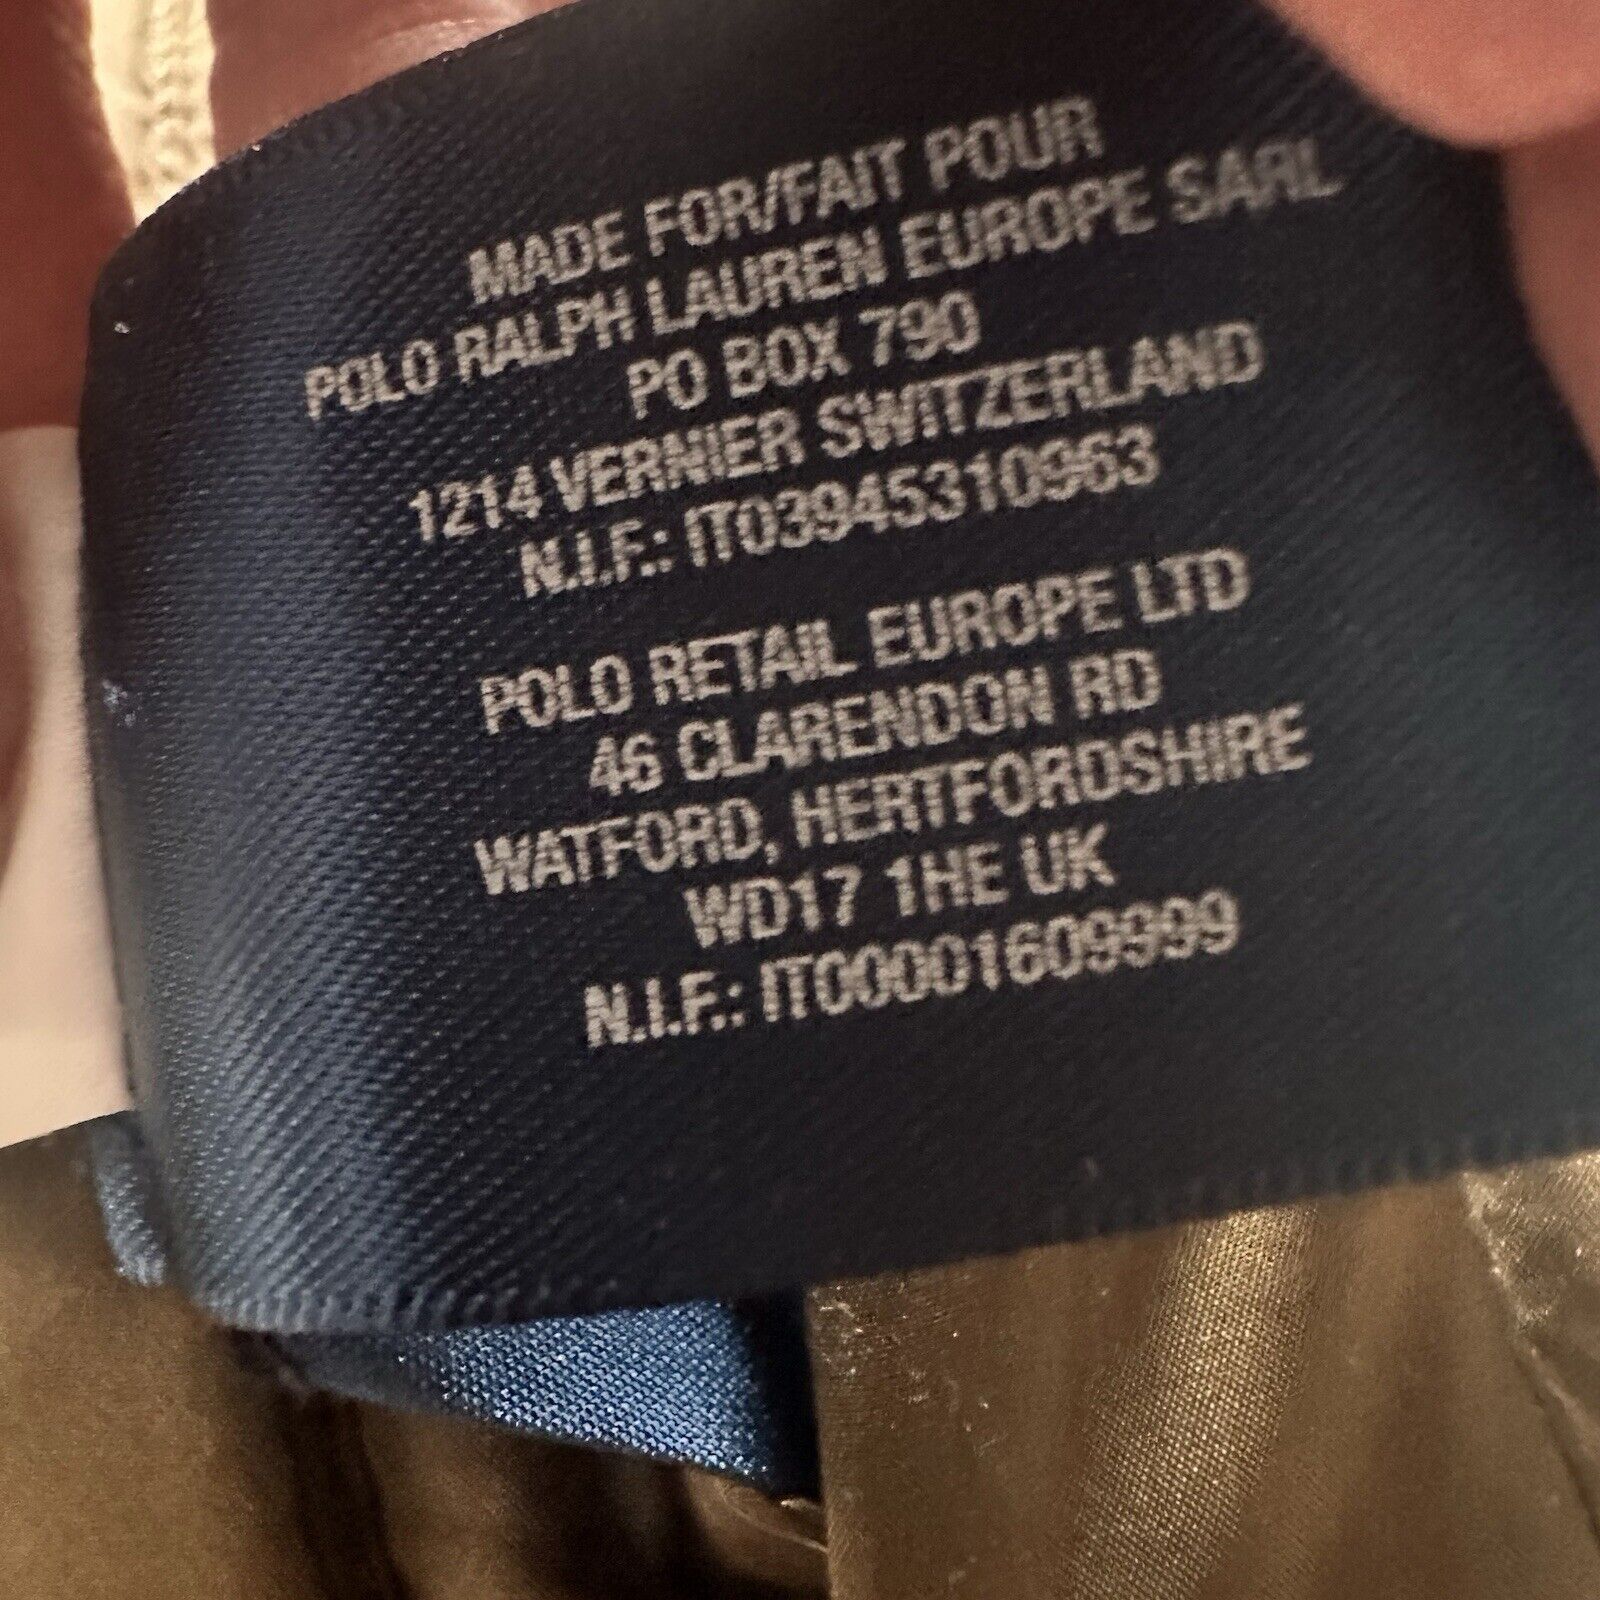 MADE FOR/FAIT POUR
POLO RALPH LAUREN EUROPE SARL
PO BOX 790
1214 VERNIER SWITZERLAND
N.I.F.: IT03945310963
POLO RETAIL EUROPE LTD
46 CLARENDON RD
WATFORD, HERTFORDSHIRE
WD17 1HE UK
N.I.F.: IT00001609999